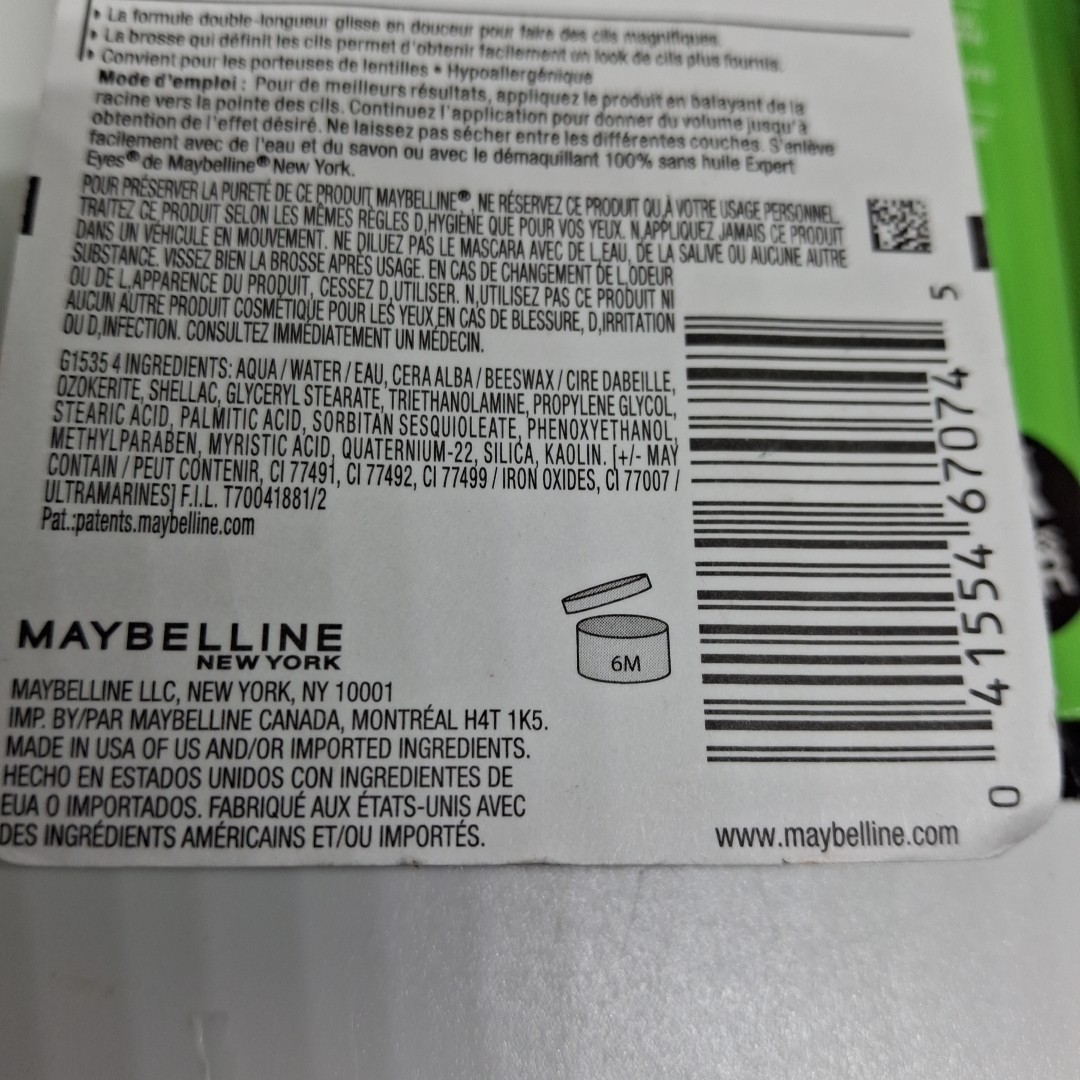 • La formule double-longueur glisse en douceur pour faire des cils magnifiques.
• La brosse qui définit les cils permet d'obtenir facilement un look de cils plus fournis.
• Convient pour les porteuses de lentilles • Hypoallergénique
Mode d'emploi : Pour de meilleurs résultats, appliquez le produit en balayant de la
racine vers la pointe des cils. Continuez l'application pour donner du volume jusqu'à
obtention de l'effet désiré. Ne laissez pas sécher entre les différentes couches. S'enlève
facilement avec de l'eau et du savon ou avec le démaquillant 100% sans huile Expert
Eyes® de Maybelline® New York.
POUR PRÉSERVER LA PURETÉ DE CE PRODUIT MAYBELLINE®, NE RÉSERVEZ CE PRODUIT QU,À VOTRE USAGE PERSONNEL.
TRAITEZ CE PRODUIT SELON LES MÊMES RÈGLES D,HYGIÈNE QUE POUR VOS YEUX. N,APPLIQUEZ JAMAIS CE PRODUIT
DANS UN VÉHICULE EN MOUVEMENT. NE DILUEZ PAS LE MASCARA AVEC DE L,EAU, DE LA SALIVE OU AUCUNE AUTRE
SUBSTANCE. VISSEZ BIEN LA BROSSE APRÈS USAGE. EN CAS DE CHANGEMENT DE L,ODEUR
OU DE L,APPARENCE DU PRODUIT, CESSEZ D,UTILISER. N,UTILISEZ PAS CE PRODUIT NI
AUCUN AUTRE PRODUIT COSMÉTIQUE POUR LES YEUX EN CAS DE BLESSURE, D,IRRITATION
OU D,INFECTION. CONSULTEZ IMMÉDIATEMENT UN MÉDECIN.
G1535 4 INGREDIENTS: AQUA / WATER / EAU, CERA ALBA / BEESWAX / CIRE DABEILLE,
OZOKERITE, SHELLAC, GLYCERYL STEARATE, TRIETHANOLAMINE, PROPYLENE GLYCOL,
STEARIC ACID, PALMITIC ACID, SORBITAN SESQUIOLEATE, PHENOXYETHANOL,
METHYLPARABEN, MYRISTIC ACID, QUATERNIUM-22, SILICA, KAOLIN. [+/- MAY
CONTAIN / PEUT CONTENIR, CI 77491, CI 77492, CI 77499 / IRON OXIDES, CI 77007 /
ULTRAMARINES] F.I.L. T70041881/2
Pat.:patents.maybelline.com
MAYBELLINE
NEW YORK
6M
MAYBELLINE LLC, NEW YORK, NY 10001
IMP. BY/PAR MAYBELLINE CANADA, MONTRÉAL H4T 1K5.
MADE IN USA OF US AND/OR IMPORTED INGREDIENTS.
HECHO EN ESTADOS UNIDOS CON INGREDIENTES DE
EUA O IMPORTADOS. FABRIQUÉ AUX ÉTATS-UNIS AVEC
DES INGRÉDIENTS AMÉRICAINS ET/OU IMPORTÉS.
0 41554 67074 5
www.maybelline.com